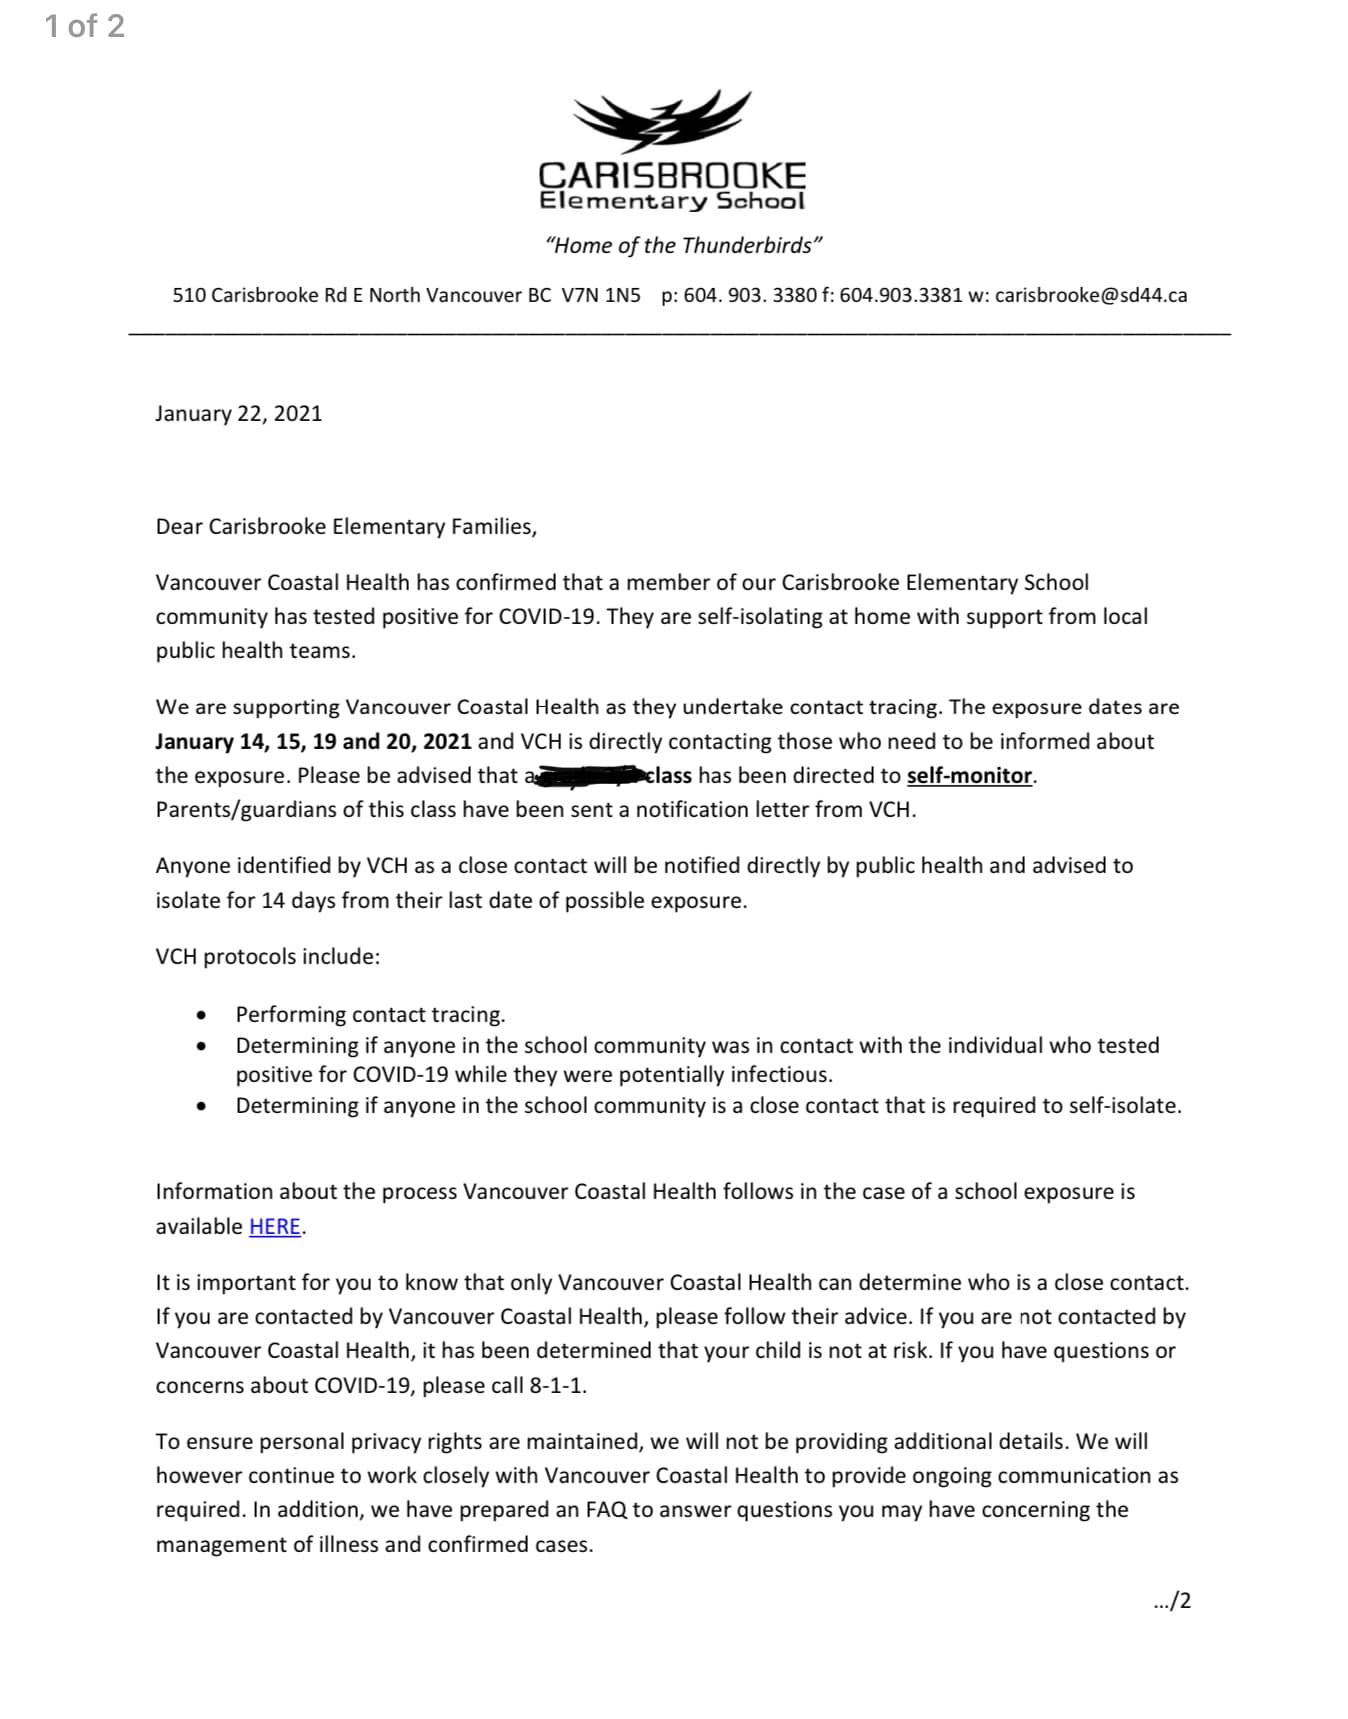 1 of 2
CARISBROOKE
Elementary School
“Home of the Thunderbirds”
510 Carisbrooke Rd E North Vancouver BC V7N 1N5 p: 604. 903. 3380 f: 604.903.3381 w: carisbrooke@sd44.ca
January 22, 2021
Dear Carisbrooke Elementary Families,
Vancouver Coastal Health has confirmed that a member of our Carisbrooke Elementary School
community has tested positive for COVID-19. They are self-isolating at home with support from local
public health teams.
We are supporting Vancouver Coastal Health as they undertake contact tracing. The exposure dates are
January 14, 15, 19 and 20, 2021 and VCH is directly contacting those who need to be informed about
the exposure. Please be advised that a class has been directed to self-monitor.
Parents/guardians of this class have been sent a notification letter from VCH.
Anyone identified by VCH as a close contact will be notified directly by public health and advised to
isolate for 14 days from their last date of possible exposure.
VCH protocols include:
• Performing contact tracing.
• Determining if anyone in the school community was in contact with the individual who tested
positive for COVID-19 while they were potentially infectious.
• Determining if anyone in the school community is a close contact that is required to self-isolate.
Information about the process Vancouver Coastal Health follows in the case of a school exposure is
available HERE.
It is important for you to know that only Vancouver Coastal Health can determine who is a close contact.
If you are contacted by Vancouver Coastal Health, please follow their advice. If you are not contacted by
Vancouver Coastal Health, it has been determined that your child is not at risk. If you have questions or
concerns about COVID-19, please call 8-1-1.
To ensure personal privacy rights are maintained, we will not be providing additional details. We will
however continue to work closely with Vancouver Coastal Health to provide ongoing communication as
required. In addition, we have prepared an FAQ to answer questions you may have concerning the
management of illness and confirmed cases.
.../2